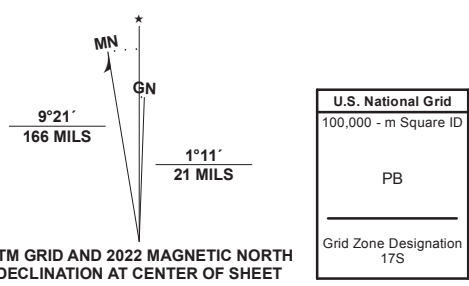 MN
GN
9°21´
166 MILS
1°11´
21 MILS
TM GRID AND 2022 MAGNETIC NORTH
DECLINATION AT CENTER OF SHEET
U.S. National Grid
100,000 - m Square ID
PB
Grid Zone Designation
17S